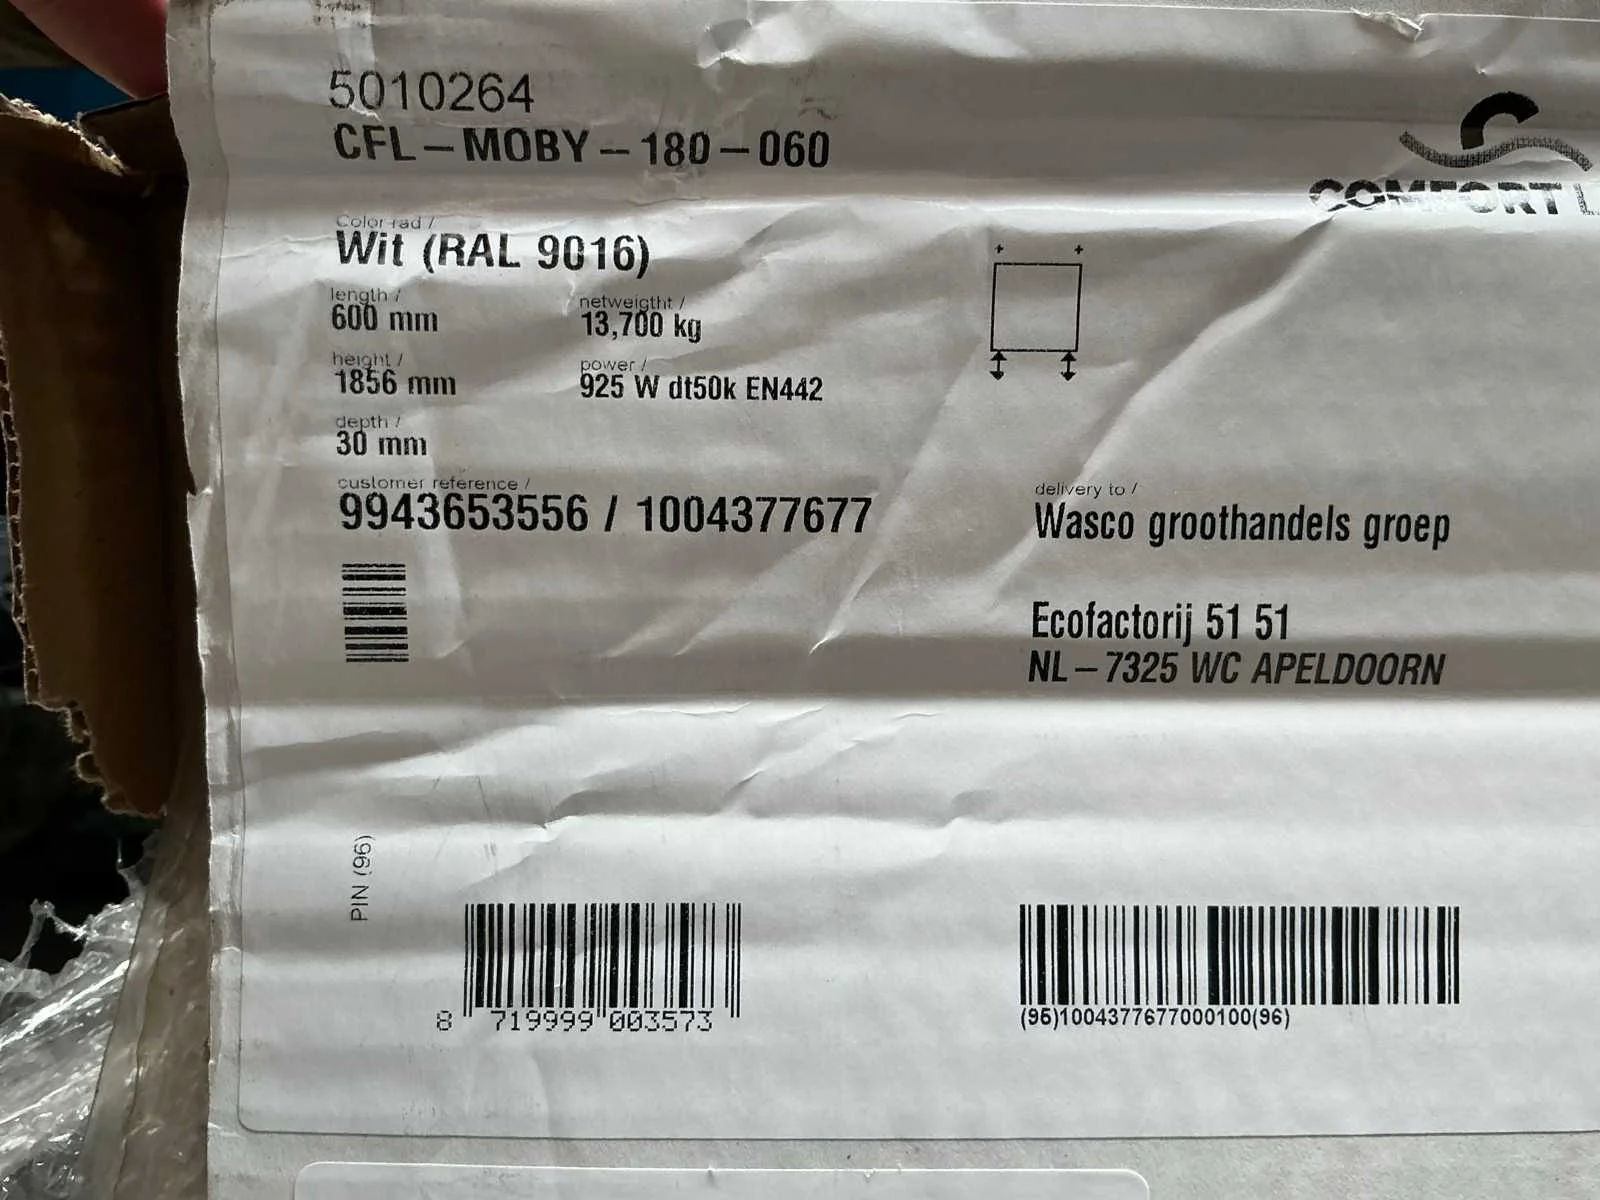 5010264
CFL-MOBY-180-060
COMFORT L
Color rad /
Wit (RAL 9016)
length /
600 mm
netweigtht /
13,700 kg
height /
1856 mm
power /
925 W dt50k EN442
depth /
30 mm
customer reference /
9943653556 / 1004377677
delivery to /
Wasco groothandels groep
Ecofactorij 51 51
NL-7325 WC APELDOORN
PIN (96)
8 719999 003573
(95)1004377677000100(96)